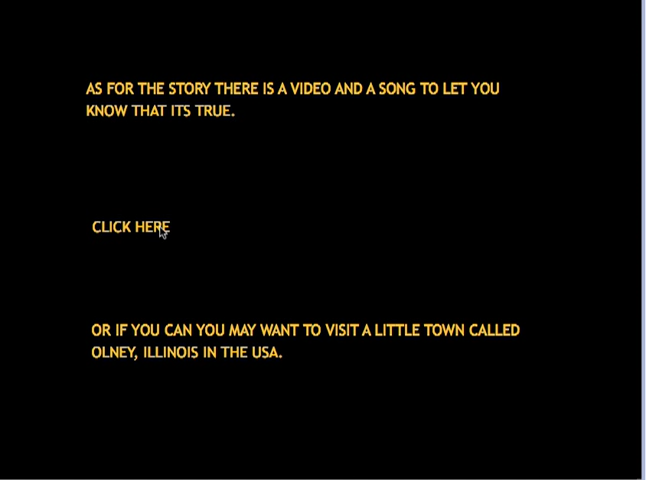 AS FOR THE STORY THERE IS A VIDEO AND A SONG TO LET YOU
KNOW THAT ITS TRUE.
CLICK HERE
OR IF YOU CAN YOU MAY WANT TO VISIT A LITTLE TOWN CALLED
OLNEY, ILLINOIS IN THE USA.